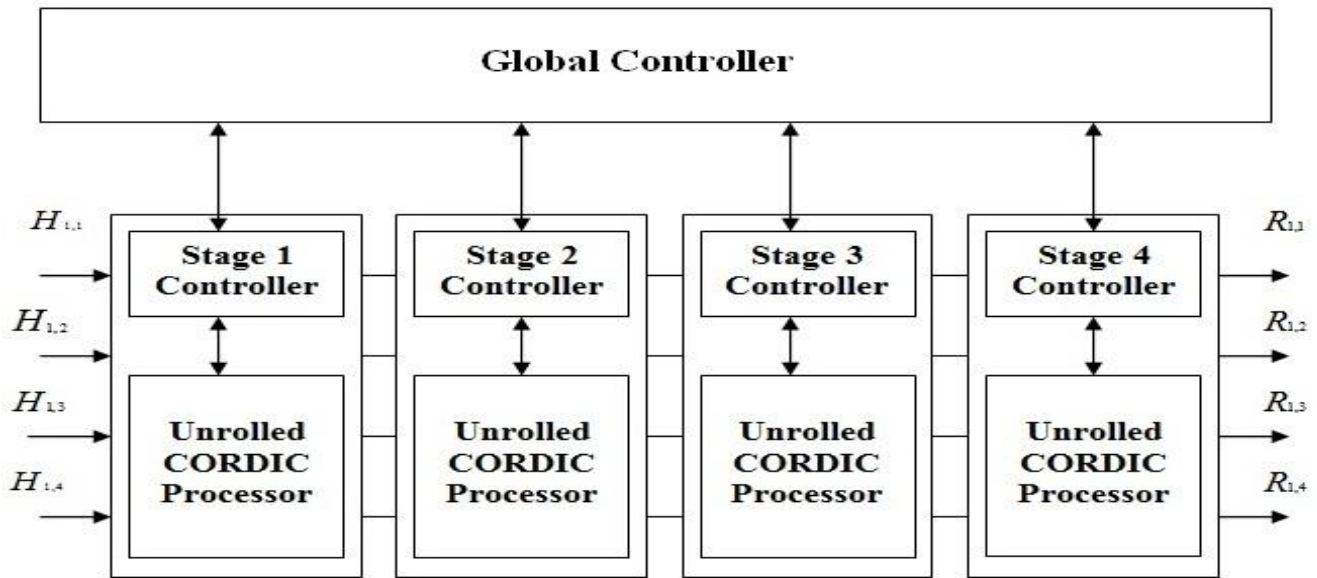 Global Controller
H1,1
H1,2
H1,3
H1,4
Stage 1
Controller
Unrolled
CORDIC
Processor
Stage 2
Controller
Unrolled
CORDIC
Processor
Stage 3
Controller
Unrolled
CORDIC
Processor
Stage 4
Controller
Unrolled
CORDIC
Processor
R1,1
R1,2
R1,3
R1,4